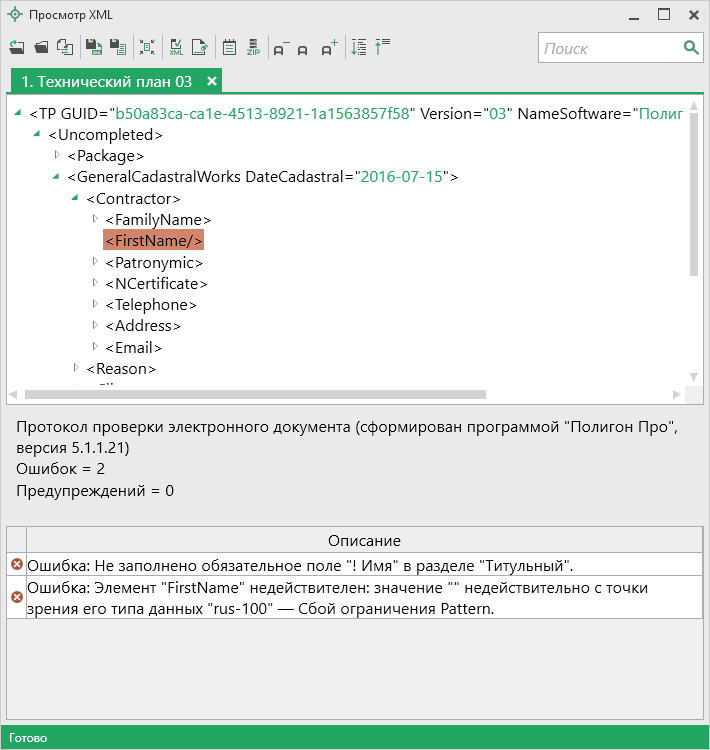 Просмотр XML
XML
ZIP
a
a
a
Поиск
1. Технический план 03
<TP GUID="b50a83ca-ca1e-4513-8921-1a1563857f58" Version="03" NameSoftware="Полиг
<Uncompleted>
<Package>
<GeneralCadastralWorks DateCadastral="2016-07-15">
<Contractor>
<FamilyName>
<FirstName/>
<Patronymic>
<NCertificate>
<Telephone>
<Address>
<Email>
<Reason>
Протокол проверки электронного документа (сформирован программой "Полигон Про",
версия 5.1.1.21)
Ошибок = 2
Предупреждений = 0
Описание
Ошибка: Не заполнено обязательное поле "! Имя" в разделе "Титульный".
Ошибка: Элемент "FirstName" недействителен: значение "" недействительно с точки
зрения его типа данных "rus-100" — Сбой ограничения Pattern.
Готово